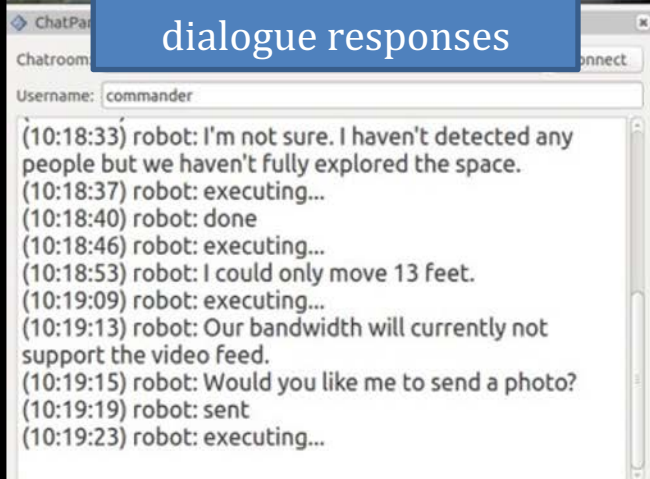 ChatPa
dialogue responses
Chatroom:
onnect
Username: commander
(10:18:33) robot: I'm not sure. I haven't detected any
people but we haven't fully explored the space.
(10:18:37) robot: executing...
(10:18:40) robot: done
(10:18:46) robot: executing...
(10:18:53) robot: I could only move 13 feet.
(10:19:09) robot: executing...
(10:19:13) robot: Our bandwidth will currently not
support the video feed.
(10:19:15) robot: Would you like me to send a photo?
(10:19:19) robot: sent
(10:19:23) robot: executing...